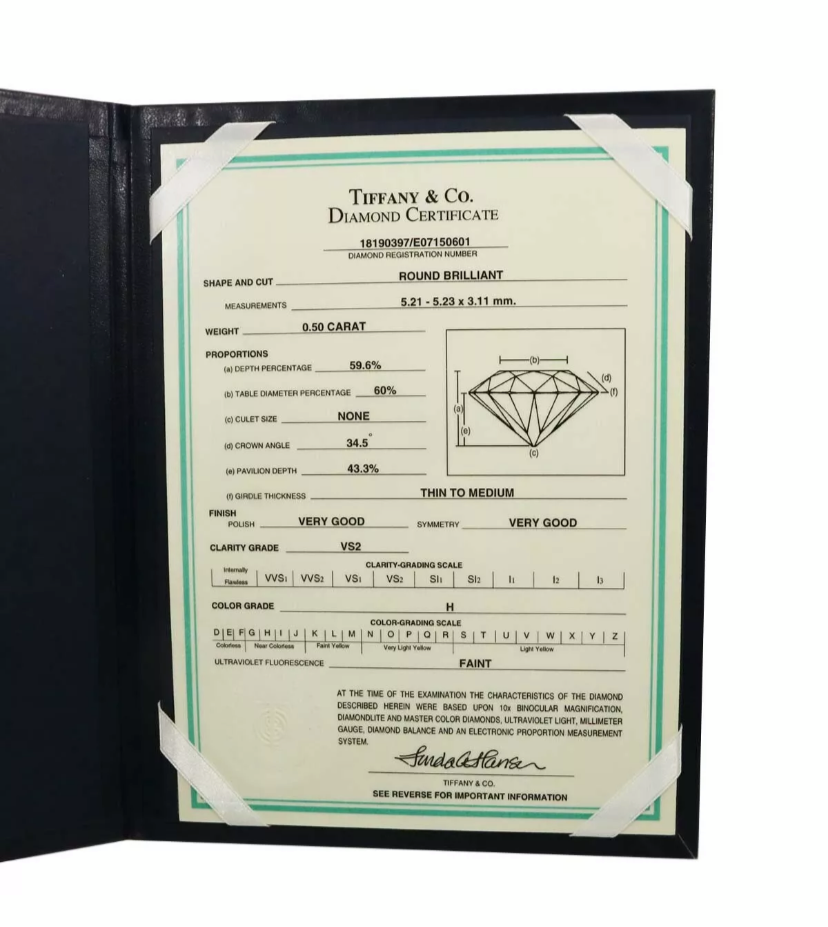 TIFFANY & CO.
DIAMOND CERTIFICATE
18190397/E07150601
DIAMOND REGISTRATION NUMBER
SHAPE AND CUT ROUND BRILLIANT
MEASUREMENTS 5.21 - 5.23 x 3.11 mm.
WEIGHT 0.50 CARAT
PROPORTIONS
(a) DEPTH PERCENTAGE 59.6%
(b) TABLE DIAMETER PERCENTAGE 60%
(c) CULET SIZE NONE
(d) CROWN ANGLE 34.5°
(e) PAVILION DEPTH 43.3%
(b)
(d)
(f)
(a)
(e)
(c)
(f) GIRDLE THICKNESS THIN TO MEDIUM
FINISH
POLISH VERY GOOD SYMMETRY VERY GOOD
CLARITY GRADE VS2
CLARITY-GRADING SCALE
Internally Flawless | VVS1 | VVS2 | VS1 | VS2 | SI1 | SI2 | I1 | I2 | I3
COLOR GRADE H
COLOR-GRADING SCALE
D | E | F | G | H | I | J | K | L | M | N | O | P | Q | R | S | T | U | V | W | X | Y | Z
Colorless Near Colorless Faint Yellow Very Light Yellow Light Yellow
ULTRAVIOLET FLUORESCENCE FAINT
AT THE TIME OF THE EXAMINATION THE CHARACTERISTICS OF THE DIAMOND
DESCRIBED HEREIN WERE BASED UPON 10x BINOCULAR MAGNIFICATION,
DIAMONDLITE AND MASTER COLOR DIAMONDS, ULTRAVIOLET LIGHT, MILLIMETER
GAUGE, DIAMOND BALANCE AND AN ELECTRONIC PROPORTION MEASUREMENT
SYSTEM.
TIFFANY & CO.
SEE REVERSE FOR IMPORTANT INFORMATION